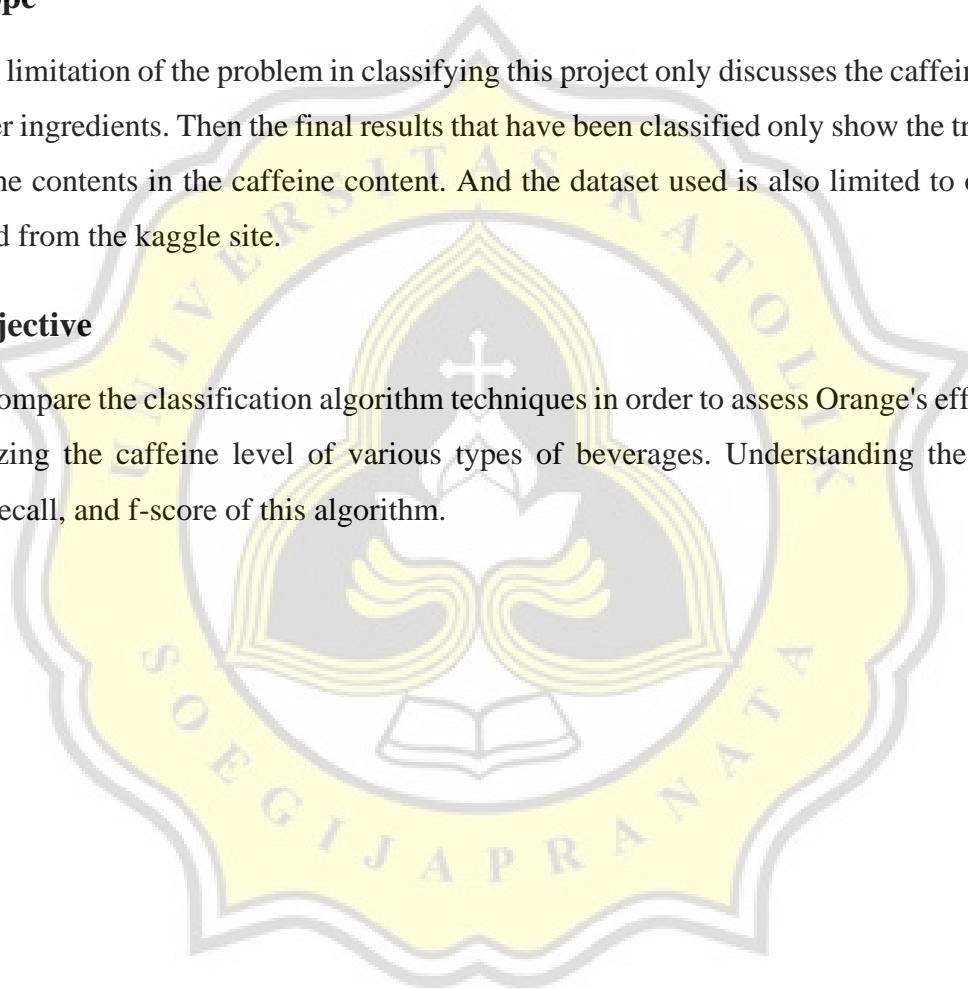 limitation of the problem in classifying this project only discusses the caffein
er ingredients. Then the final results that have been classified only show the tr
ne contents in the caffeine content. And the dataset used is also limited to
d from the kaggle site.
jective
ompare the classification algorithm techniques in order to assess Orange's eff
zing the caffeine level of various types of beverages. Understanding the
ecall, and f-score of this algorithm.
UNIVERSITAS KATOLIK
SOEGIJAPRANATA